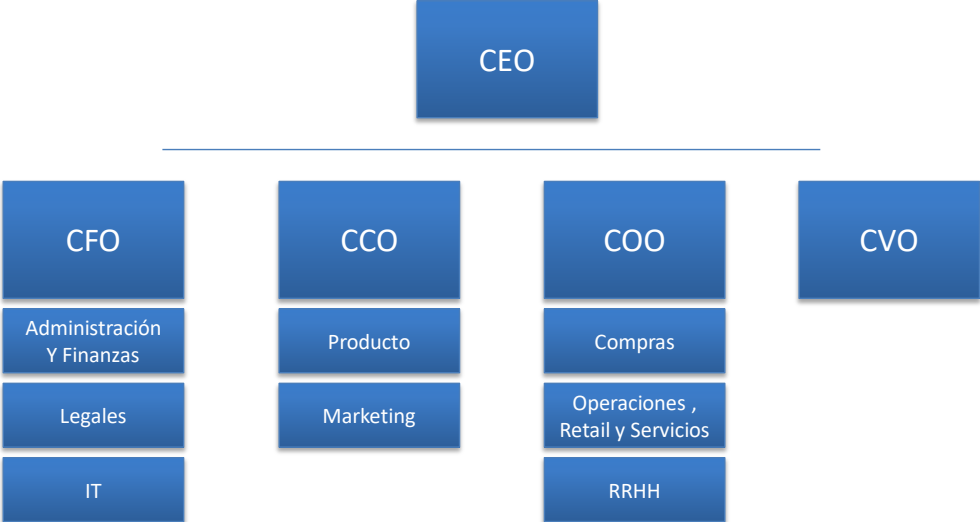 CEO
CFO
CCO
COO
CVO
Administración
Y Finanzas
Producto
Compras
Legales
Marketing
Operaciones ,
Retail y Servicios
IT
RRHH